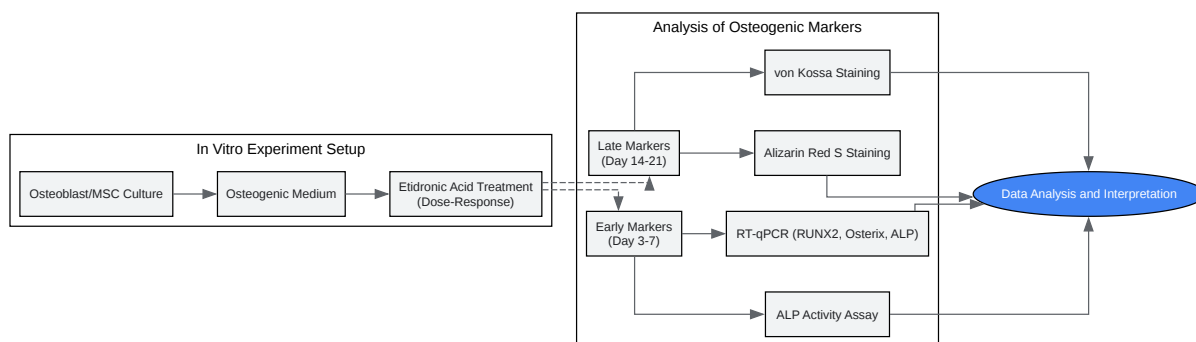 Analysis of Osteogenic Markers
von Kossa Staining
In Vitro Experiment Setup
Late Markers
(Day 14-21)
Alizarin Red S Staining
Osteoblast/MSC Culture
Osteogenic Medium
Etidronic Acid Treatment
(Dose-Response)
Data Analysis and Interpretation
Early Markers
(Day 3-7)
RT-qPCR (RUNX2, Osterix, ALP)
ALP Activity Assay